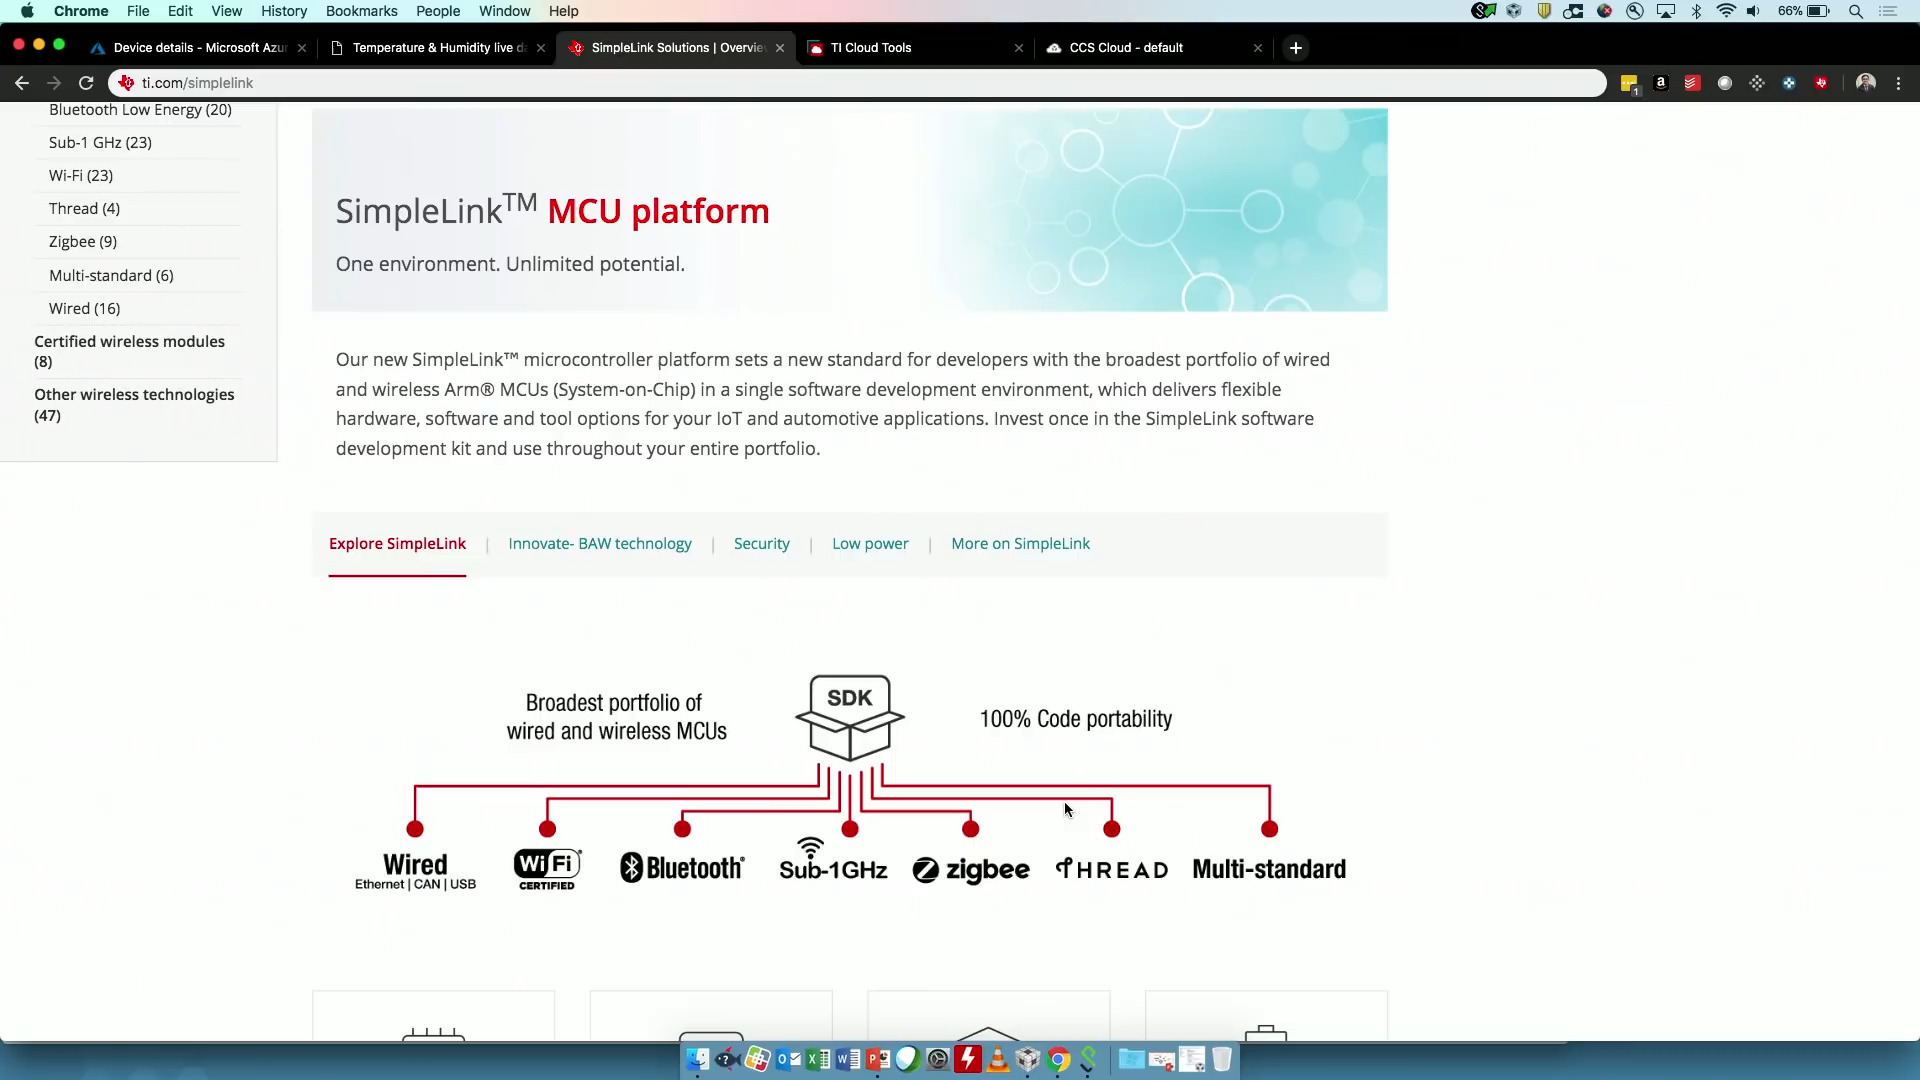 Chrome File Edit View History Bookmarks People Window Help 66%
Device details - Microsoft Azur Temperature & Humidity live da SimpleLink Solutions | Overvie TI Cloud Tools CCS Cloud - default
ti.com/simplelink
Bluetooth Low Energy (20)
Sub-1 GHz (23)
Wi-Fi (23)
Thread (4)
Zigbee (9)
Multi-standard (6)
Wired (16)
Certified wireless modules
(8)
Other wireless technologies
(47)
SimpleLink™ MCU platform
One environment. Unlimited potential.
Our new SimpleLink™ microcontroller platform sets a new standard for developers with the broadest portfolio of wired
and wireless Arm® MCUs (System-on-Chip) in a single software development environment, which delivers flexible
hardware, software and tool options for your IoT and automotive applications. Invest once in the SimpleLink software
development kit and use throughout your entire portfolio.
Explore SimpleLink | Innovate- BAW technology | Security | Low power | More on SimpleLink
SDK
Broadest portfolio of
wired and wireless MCUs
100% Code portability
Wired
Ethernet | CAN | USB
WiFi
CERTIFIED
Bluetooth®
Sub-1GHz
zigbee
THREAD
Multi-standard